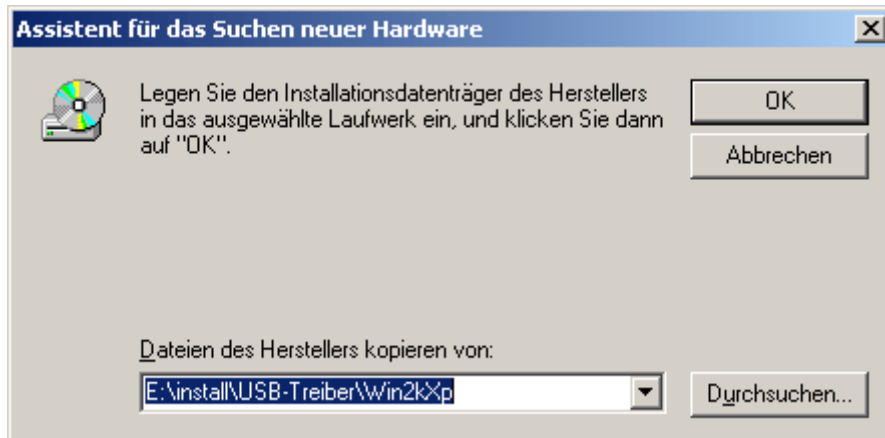 Assistent für das Suchen neuer Hardware
Legen Sie den Installationsdatenträger des Herstellers
in das ausgewählte Laufwerk ein, und klicken Sie dann
auf "OK".
OK
Abbrechen
Dateien des Herstellers kopieren von:
E:\install\USB-Treiber\Win2kXp
Durchsuchen...